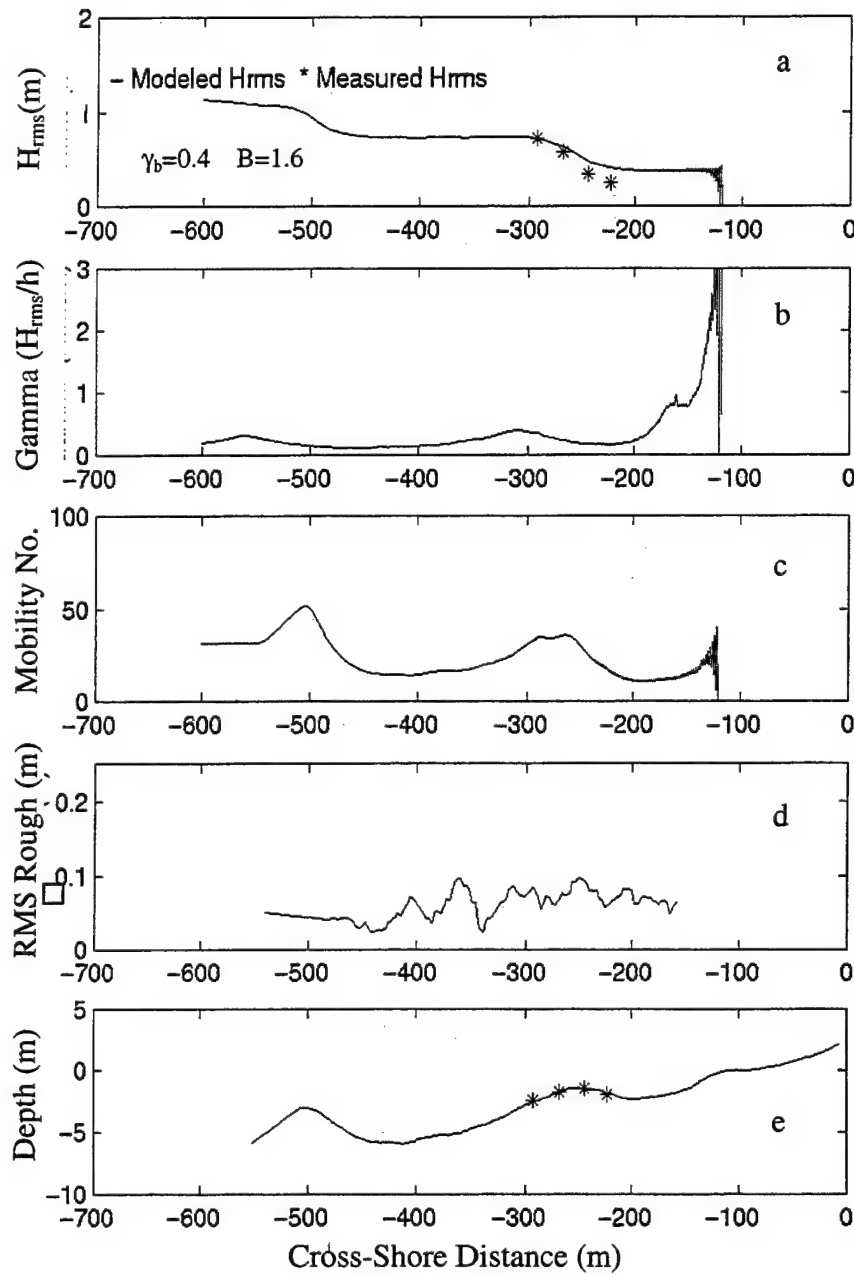 2
a
– Modeled Hrms * Measured Hrms
Hrms(m)
1
γb=0.4 B=1.6
0
-700 -600 -500 -400 -300 -200 -100 0
3
b
Gamma (Hrms/h)
2
1
0
-700 -600 -500 -400 -300 -200 -100 0
100
c
Mobility No.
50
0
-700 -600 -500 -400 -300 -200 -100 0
0.2
d
RMS Rough (m)
0.1
0
-700 -600 -500 -400 -300 -200 -100 0
5
Depth (m)
0
-5
e
-10
-700 -600 -500 -400 -300 -200 -100 0
Cross-Shore Distance (m)